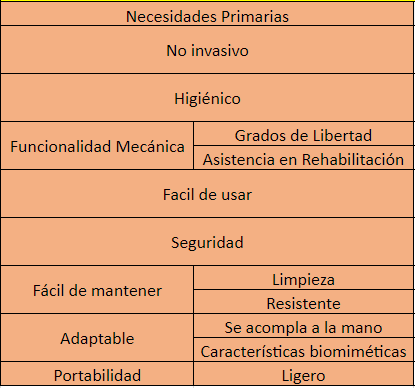 Necesidades Primarias
No invasivo
Higiénico
Funcionalidad Mecánica
Grados de Libertad
Asistencia en Rehabilitación
Facil de usar
Seguridad
Fácil de mantener
Limpieza
Resistente
Adaptable
Se acompla a la mano
Características biomiméticas
Portabilidad
Ligero